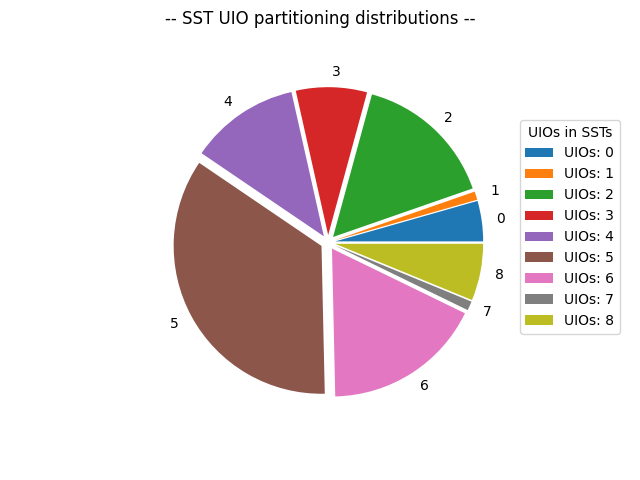 -- SST UIO partitioning distributions --
3
4
2
1
0
8
7
5
6
UIOs in SSTs
UIOs: 0
UIOs: 1
UIOs: 2
UIOs: 3
UIOs: 4
UIOs: 5
UIOs: 6
UIOs: 7
UIOs: 8